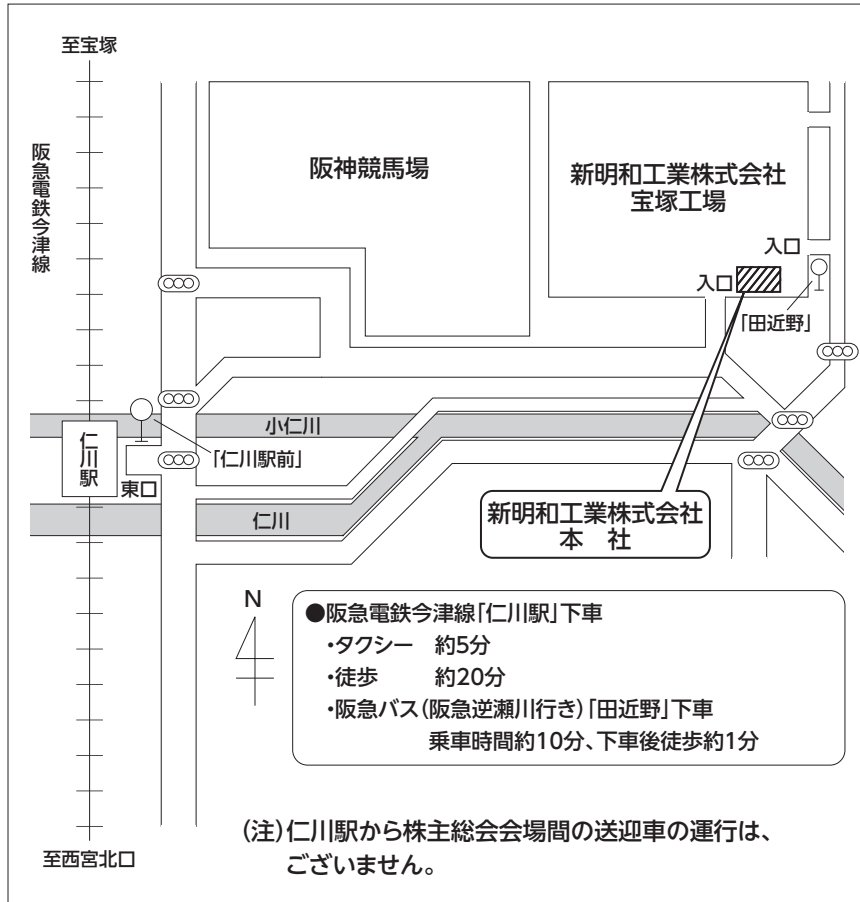 至宝塚
阪急電鉄今津線
阪神競馬場
新明和工業株式会社
宝塚工場
入口
入口
「田近野」
小仁川
仁川駅
「仁川駅前」
東口
仁川
新明和工業株式会社
本 社
N
●阪急電鉄今津線「仁川駅」下車
・タクシー 約5分
・徒歩 約20分
・阪急バス(阪急逆瀬川行き)「田近野」下車
乗車時間約10分、下車後徒歩約1分
(注)仁川駅から株主総会会場間の送迎車の運行は、
ございません。
至西宮北口